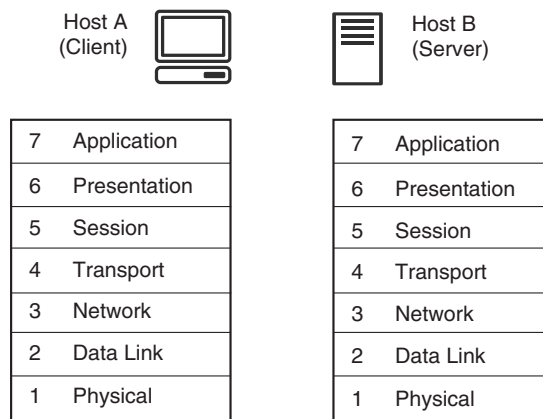 Host A
(Client)
Host B
(Server)
7 Application
6 Presentation
5 Session
4 Transport
3 Network
2 Data Link
1 Physical
7 Application
6 Presentation
5 Session
4 Transport
3 Network
2 Data Link
1 Physical